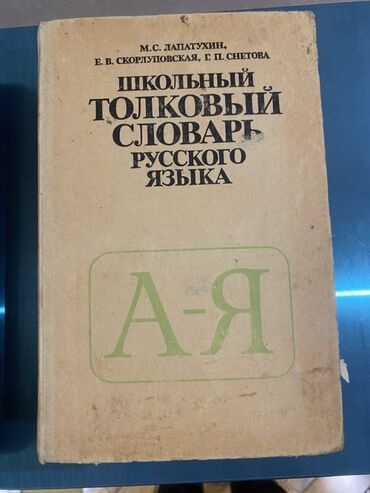 М.С. ЛАПАТУХИН,
Е. В. СКОРЛУПОВСКАЯ, Г. П. СНЕТОВА
ШКОЛЬНЫЙ
ТОЛКОВЫЙ
СЛОВАРЬ
РУССКОГО
ЯЗЫКА
А-Я